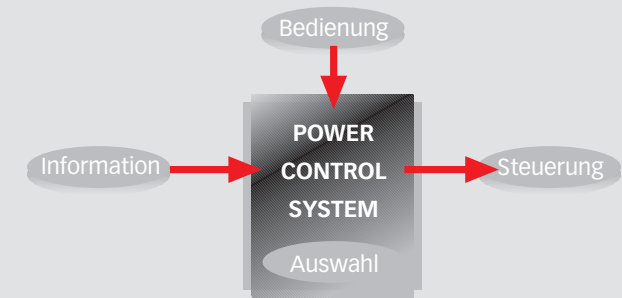 Bedienung
POWER
Information
CONTROL
Steuerung
SYSTEM
Auswahl